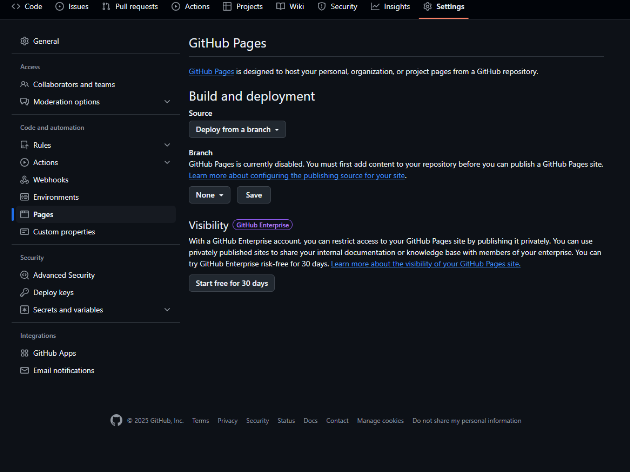 Code Issues Pull requests Actions Projects Wiki Security Insights Settings
General
Access
Collaborators and teams
Moderation options
Code and automation
Rules
Actions
Webhooks
Environments
Pages
Custom properties
Security
Advanced Security
Deploy keys
Secrets and variables
Integrations
GitHub Apps
Email notifications
GitHub Pages
GitHub Pages is designed to host your personal, organization, or project pages from a GitHub repository.
Build and deployment
Source
Deploy from a branch
Branch
GitHub Pages is currently disabled. You must first add content to your repository before you can publish a GitHub Pages site.
Learn more about configuring the publishing source for your site.
None Save
Visibility GitHub Enterprise
With a GitHub Enterprise account, you can restrict access to your GitHub Pages site by publishing it privately. You can use
privately published sites to share your internal documentation or knowledge base with members of your enterprise. You can
try GitHub Enterprise risk-free for 30 days. Learn more about the visibility of your GitHub Pages site.
Start free for 30 days
© 2025 GitHub, Inc. Terms Privacy Security Status Docs Contact Manage cookies Do not share my personal information